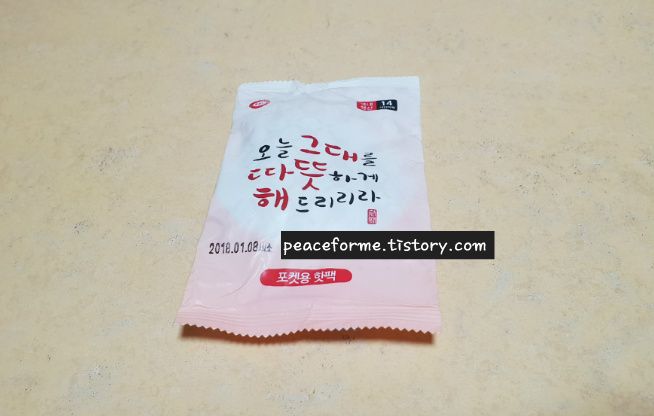 14
오늘 그대를
따뜻하게
해드리리라
2018.01.08
peaceforme.tistory.com
포켓용 핫팩